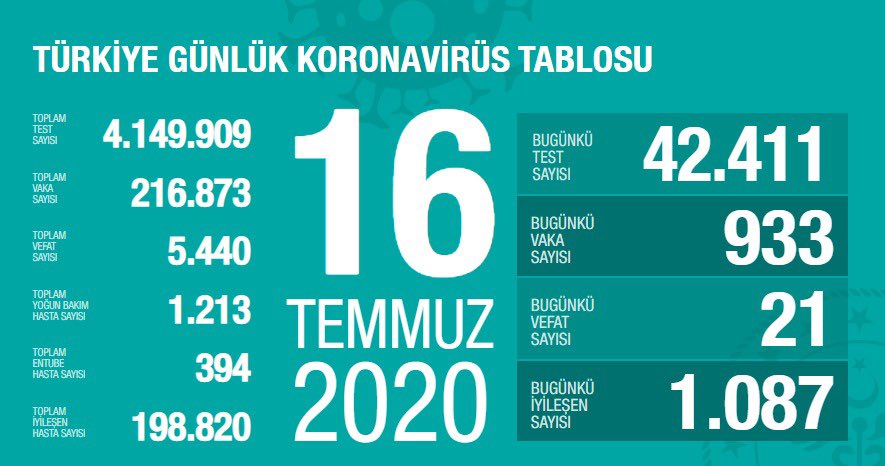 TÜRKİYE GÜNLÜK KORONAVİRÜS TABLOSU
TOPLAM
TEST
SAYISI
4.149.909
TOPLAM
VAKA
SAYISI
216.873
TOPLAM
VEFAT
SAYISI
5.440
TOPLAM
YOĞUN BAKIM
HASTA SAYISI
1.213
TOPLAM
ENTUBE
HASTA SAYISI
394
TOPLAM
İYİLEŞEN
HASTA SAYISI
198.820
16
TEMMUZ
2020
BUGÜNKÜ
TEST
SAYISI
42.411
BUGÜNKÜ
VAKA
SAYISI
933
BUGÜNKÜ
VEFAT
SAYISI
21
BUGÜNKÜ
İYİLEŞEN
SAYISI
1.087